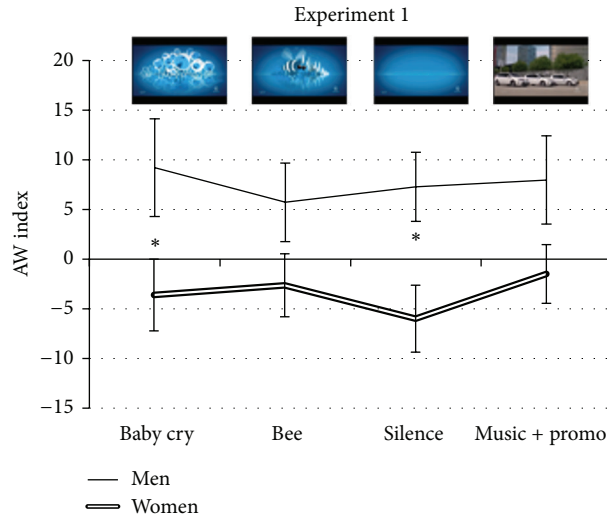 Experiment 1
20
15
10
5
0
−5
−10
−15
AW index
*
*
Baby cry
Bee
Silence
Music + promo
Men
Women